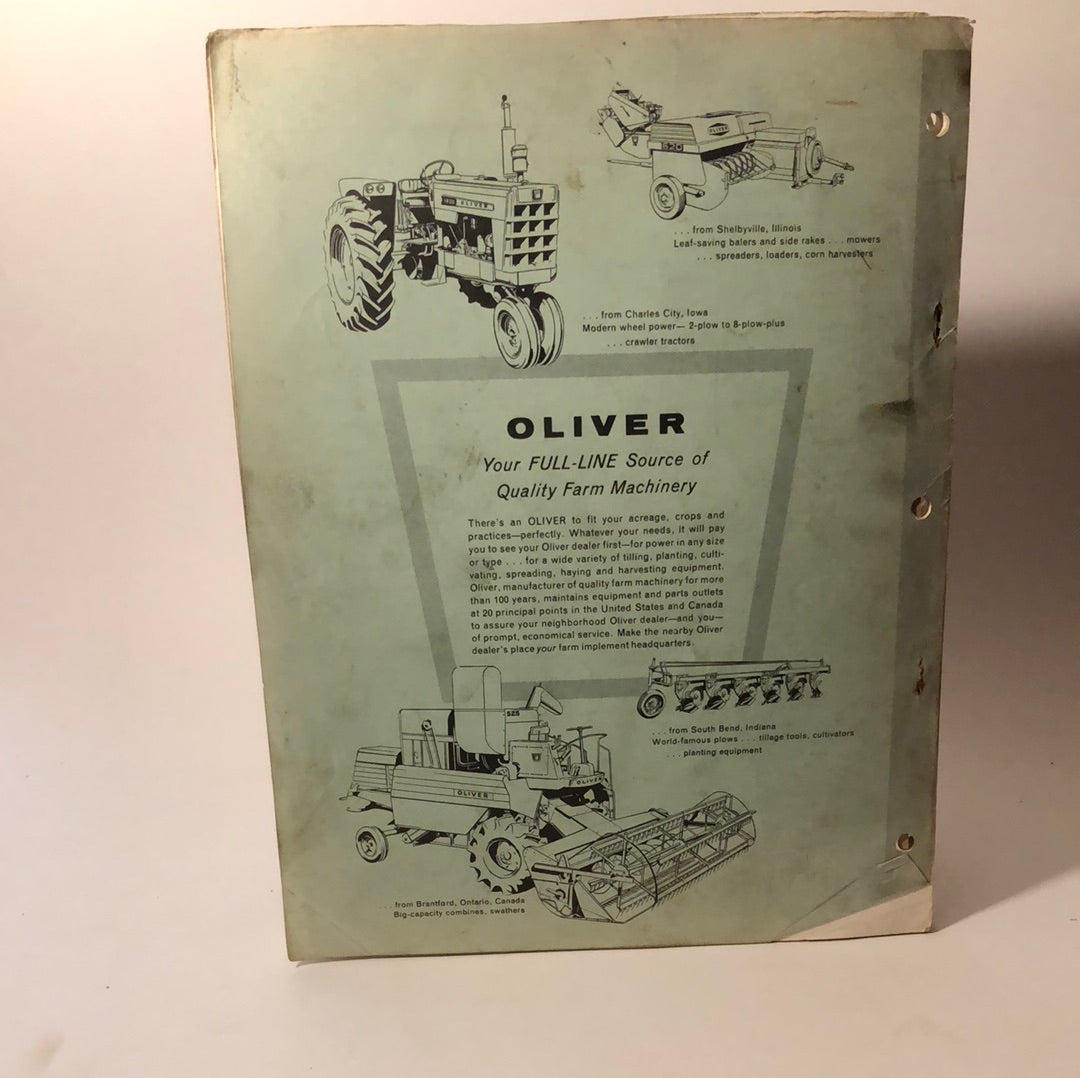 OLIVER
520
OLIVER
. . . from Shelbyville, Illinois
Leaf-saving balers and side rakes . . . mowers
. . . spreaders, loaders, corn harvesters
. . . from Charles City, Iowa
Modern wheel power— 2-plow to 8-plow-plus
. . . crawler tractors
OLIVER
Your FULL-LINE Source of
Quality Farm Machinery
There's an OLIVER to fit your acreage, crops and
practices—perfectly. Whatever your needs, it will pay
you to see your Oliver dealer first—for power in any size
or type . . . for a wide variety of tilling, planting, culti-
vating, spreading, haying and harvesting equipment.
Oliver, manufacturer of quality farm machinery for more
than 100 years, maintains equipment and parts outlets
at 20 principal points in the United States and Canada
to assure your neighborhood Oliver dealer—and you—
of prompt, economical service. Make the nearby Oliver
dealer's place your farm implement headquarters.
525
. . . from South Bend, Indiana
World-famous plows . . . tillage tools, cultivators
. . . planting equipment
OLIVER
OLIVER
. . . from Brantford, Ontario, Canada
Big-capacity combines, swathers